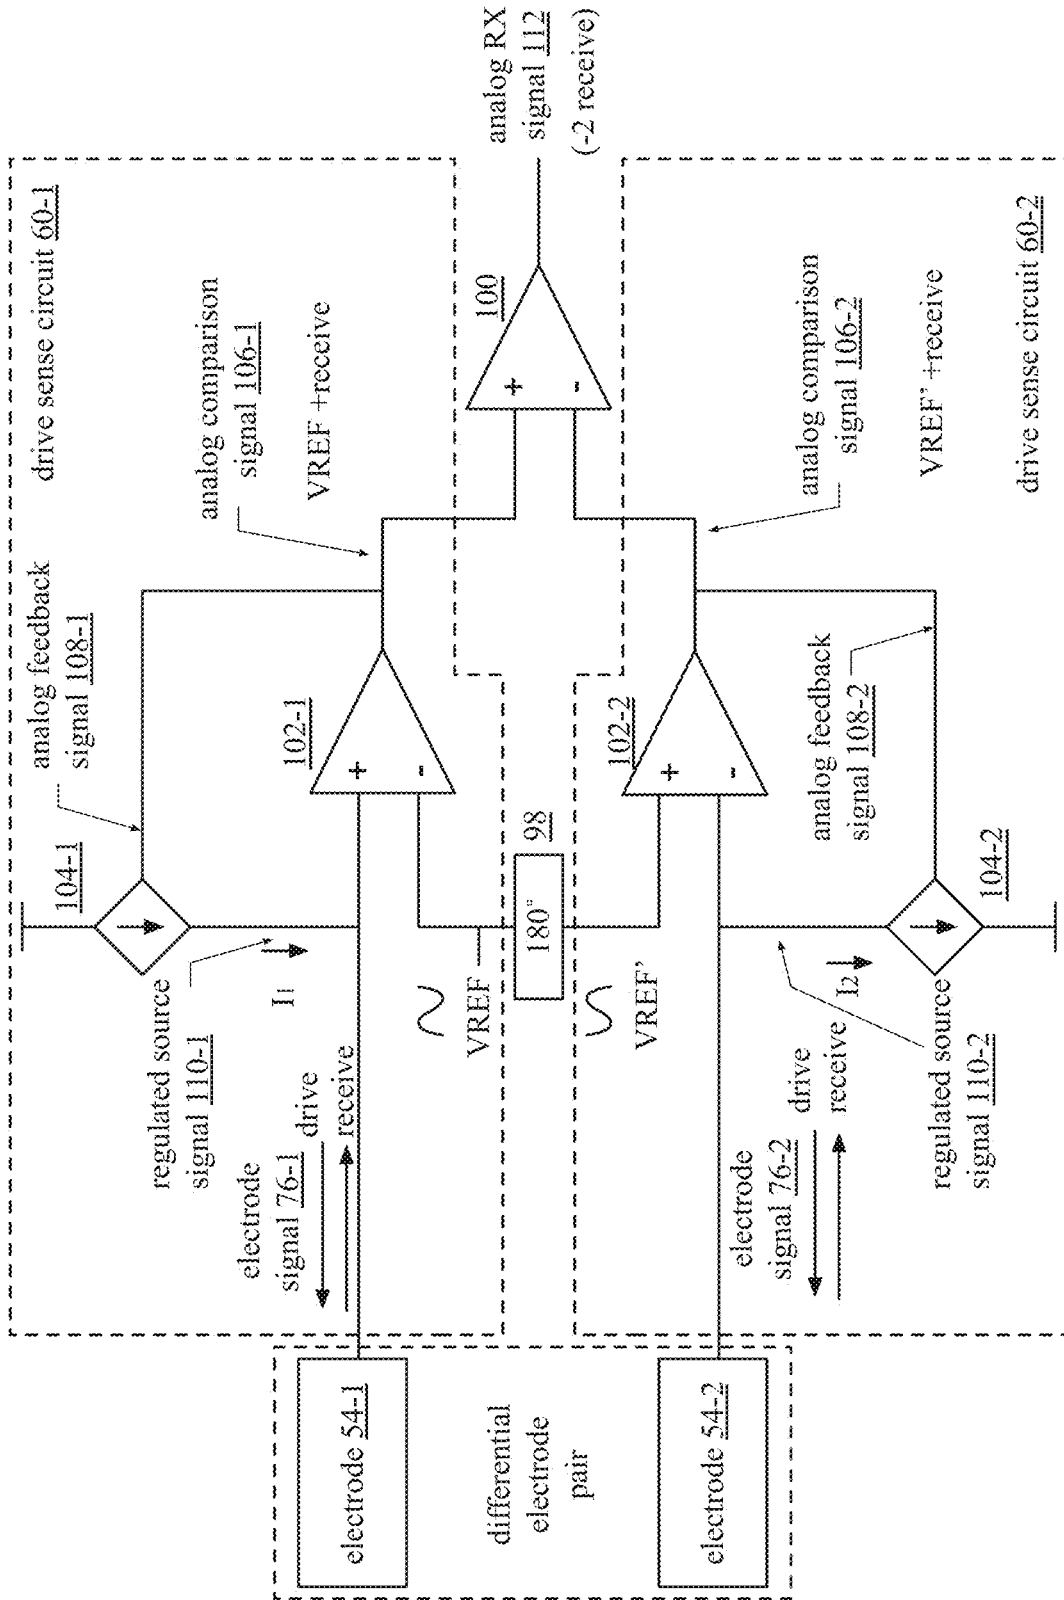 drive sense circuit 60-1
analog feedback
signal 108-1
104-1
regulated source
signal 110-1
I1
electrode
signal 76-1
drive
receive
102-1
+
-
analog comparison
signal 106-1
VREF +receive
electrode 54-1
differential
electrode
pair
electrode 54-2
VREF
180°
98
VREF'
100
+
-
analog RX
signal 112
(-2 receive)
102-2
+
-
analog comparison
signal 106-2
VREF' +receive
electrode
signal 76-2
drive
receive
I2
analog feedback
signal 108-2
104-2
regulated source
signal 110-2
drive sense circuit 60-2